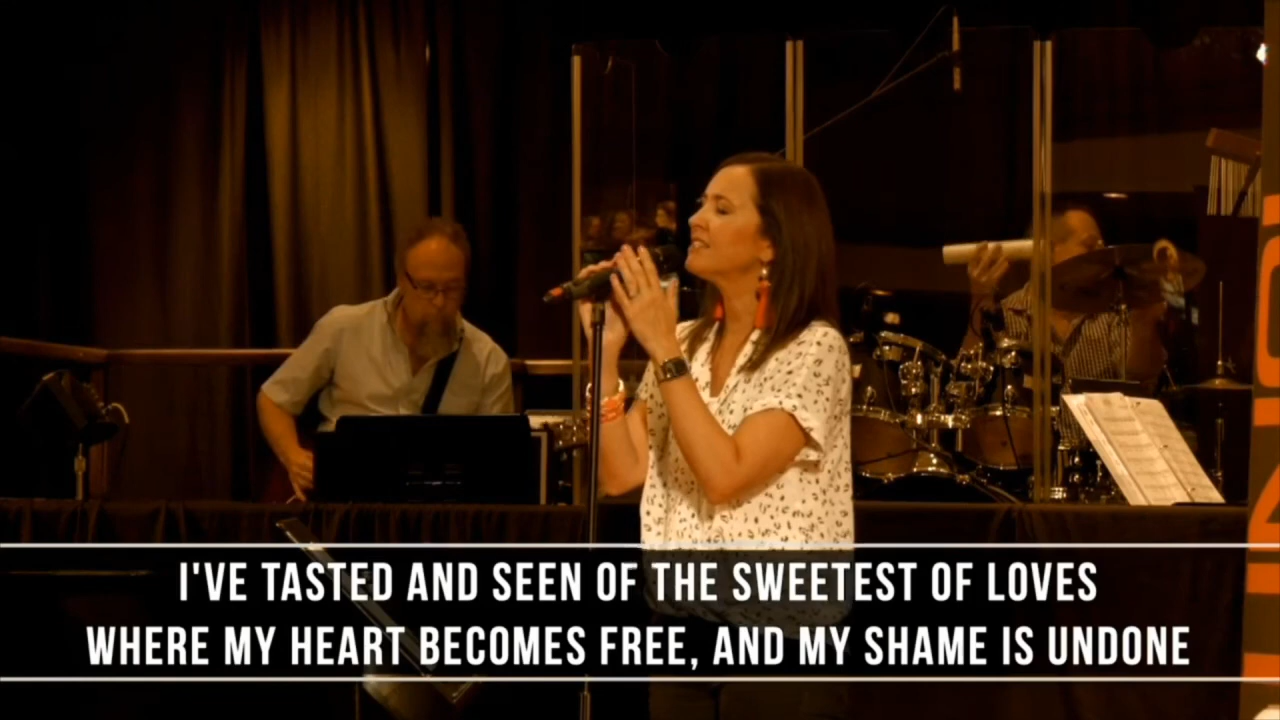 I'VE TASTED AND SEEN OF THE SWEETEST OF LOVES
WHERE MY HEART BECOMES FREE, AND MY SHAME IS UNDONE